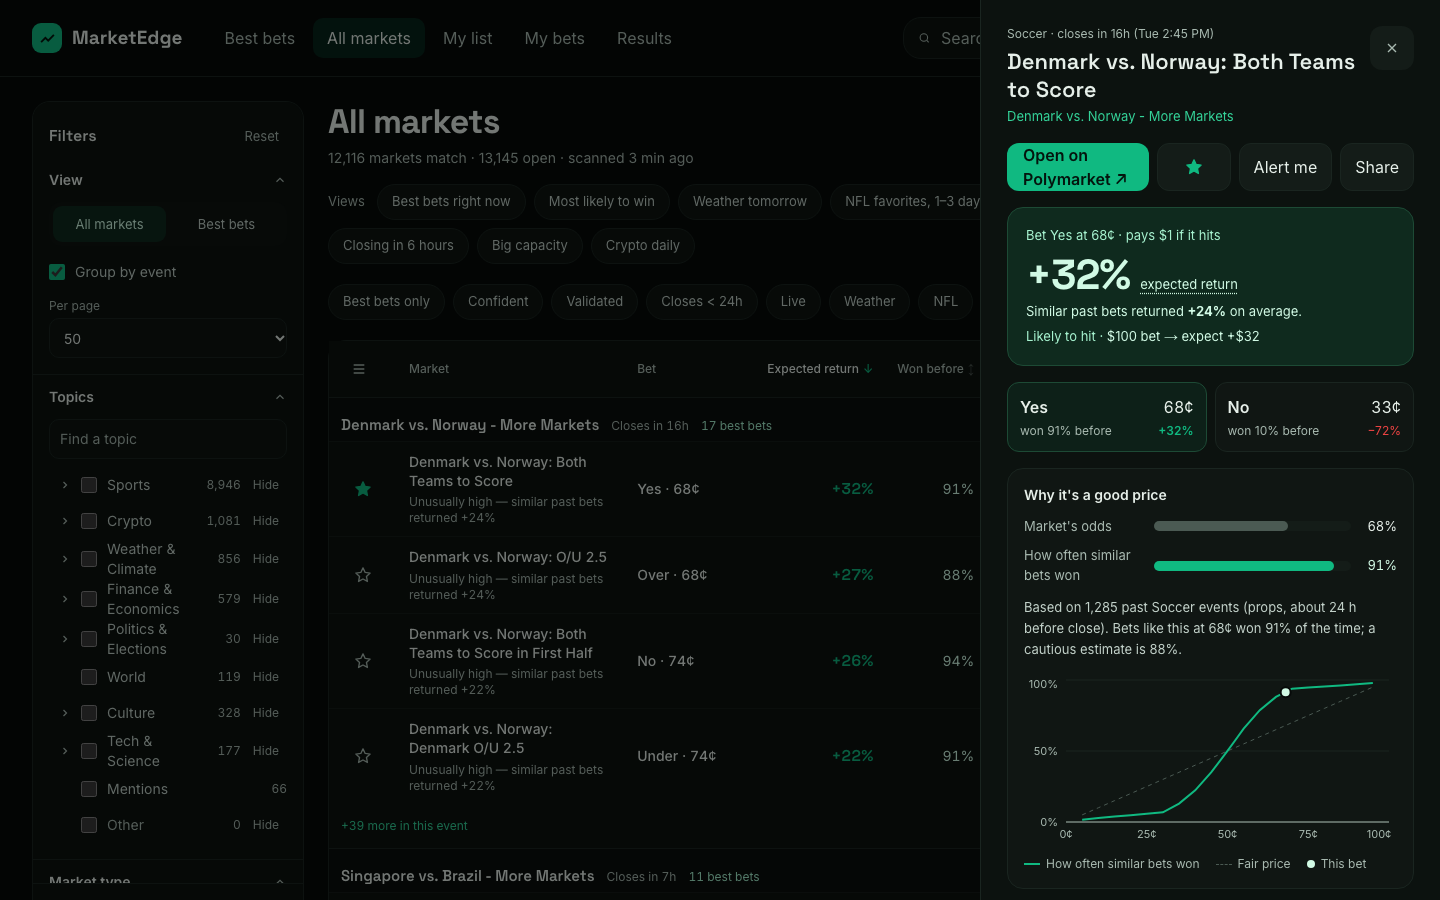 MarketEdge
Best bets
All markets
My list
My bets
Results
Filters
Reset
View
All markets
Best bets
Group by event
Per page
50
Topics
Find a topic
Sports 8,946 Hide
Crypto 1,081 Hide
Weather &
Climate 856 Hide
Finance &
Economics 579 Hide
Politics &
Elections 30 Hide
World 119 Hide
Culture 328 Hide
Tech &
Science 177 Hide
Mentions 66
Other 0 Hide
Market type
All markets
12,116 markets match · 13,145 open · scanned 3 min ago
Views
Best bets right now
Most likely to win
Weather tomorrow
NFL favorites, 1–3 day
Closing in 6 hours
Big capacity
Crypto daily
Best bets only
Confident
Validated
Closes < 24h
Live
Weather
NFL
Market
Bet
Expected return ↓
Won before
Denmark vs. Norway - More Markets Closes in 16h 17 best bets
Denmark vs. Norway: Both
Teams to Score
Unusually high — similar past bets
returned +24%
Yes · 68¢
+32%
91%
Denmark vs. Norway: O/U 2.5
Unusually high — similar past bets
returned +24%
Over · 68¢
+27%
88%
Denmark vs. Norway: Both
Teams to Score in First Half
Unusually high — similar past bets
returned +22%
No · 74¢
+26%
94%
Denmark vs. Norway:
Denmark O/U 2.5
Unusually high — similar past bets
returned +22%
Under · 74¢
+22%
91%
+39 more in this event
Singapore vs. Brazil - More Markets Closes in 7h 11 best bets
Soccer · closes in 16h (Tue 2:45 PM)
Denmark vs. Norway: Both Teams
to Score
Denmark vs. Norway - More Markets
×
Open on
Polymarket ↗
★
Alert me
Share
Bet Yes at 68¢ · pays $1 if it hits
+32% expected return
Similar past bets returned +24% on average.
Likely to hit · $100 bet → expect +$32
Yes 68¢
won 91% before +32%
No 33¢
won 10% before −72%
Why it's a good price
Market's odds 68%
How often similar
bets won 91%
Based on 1,285 past Soccer events (props, about 24 h
before close). Bets like this at 68¢ won 91% of the time; a
cautious estimate is 88%.
100%
50%
0%
0¢ 25¢ 50¢ 75¢ 100¢
How often similar bets won
Fair price
This bet